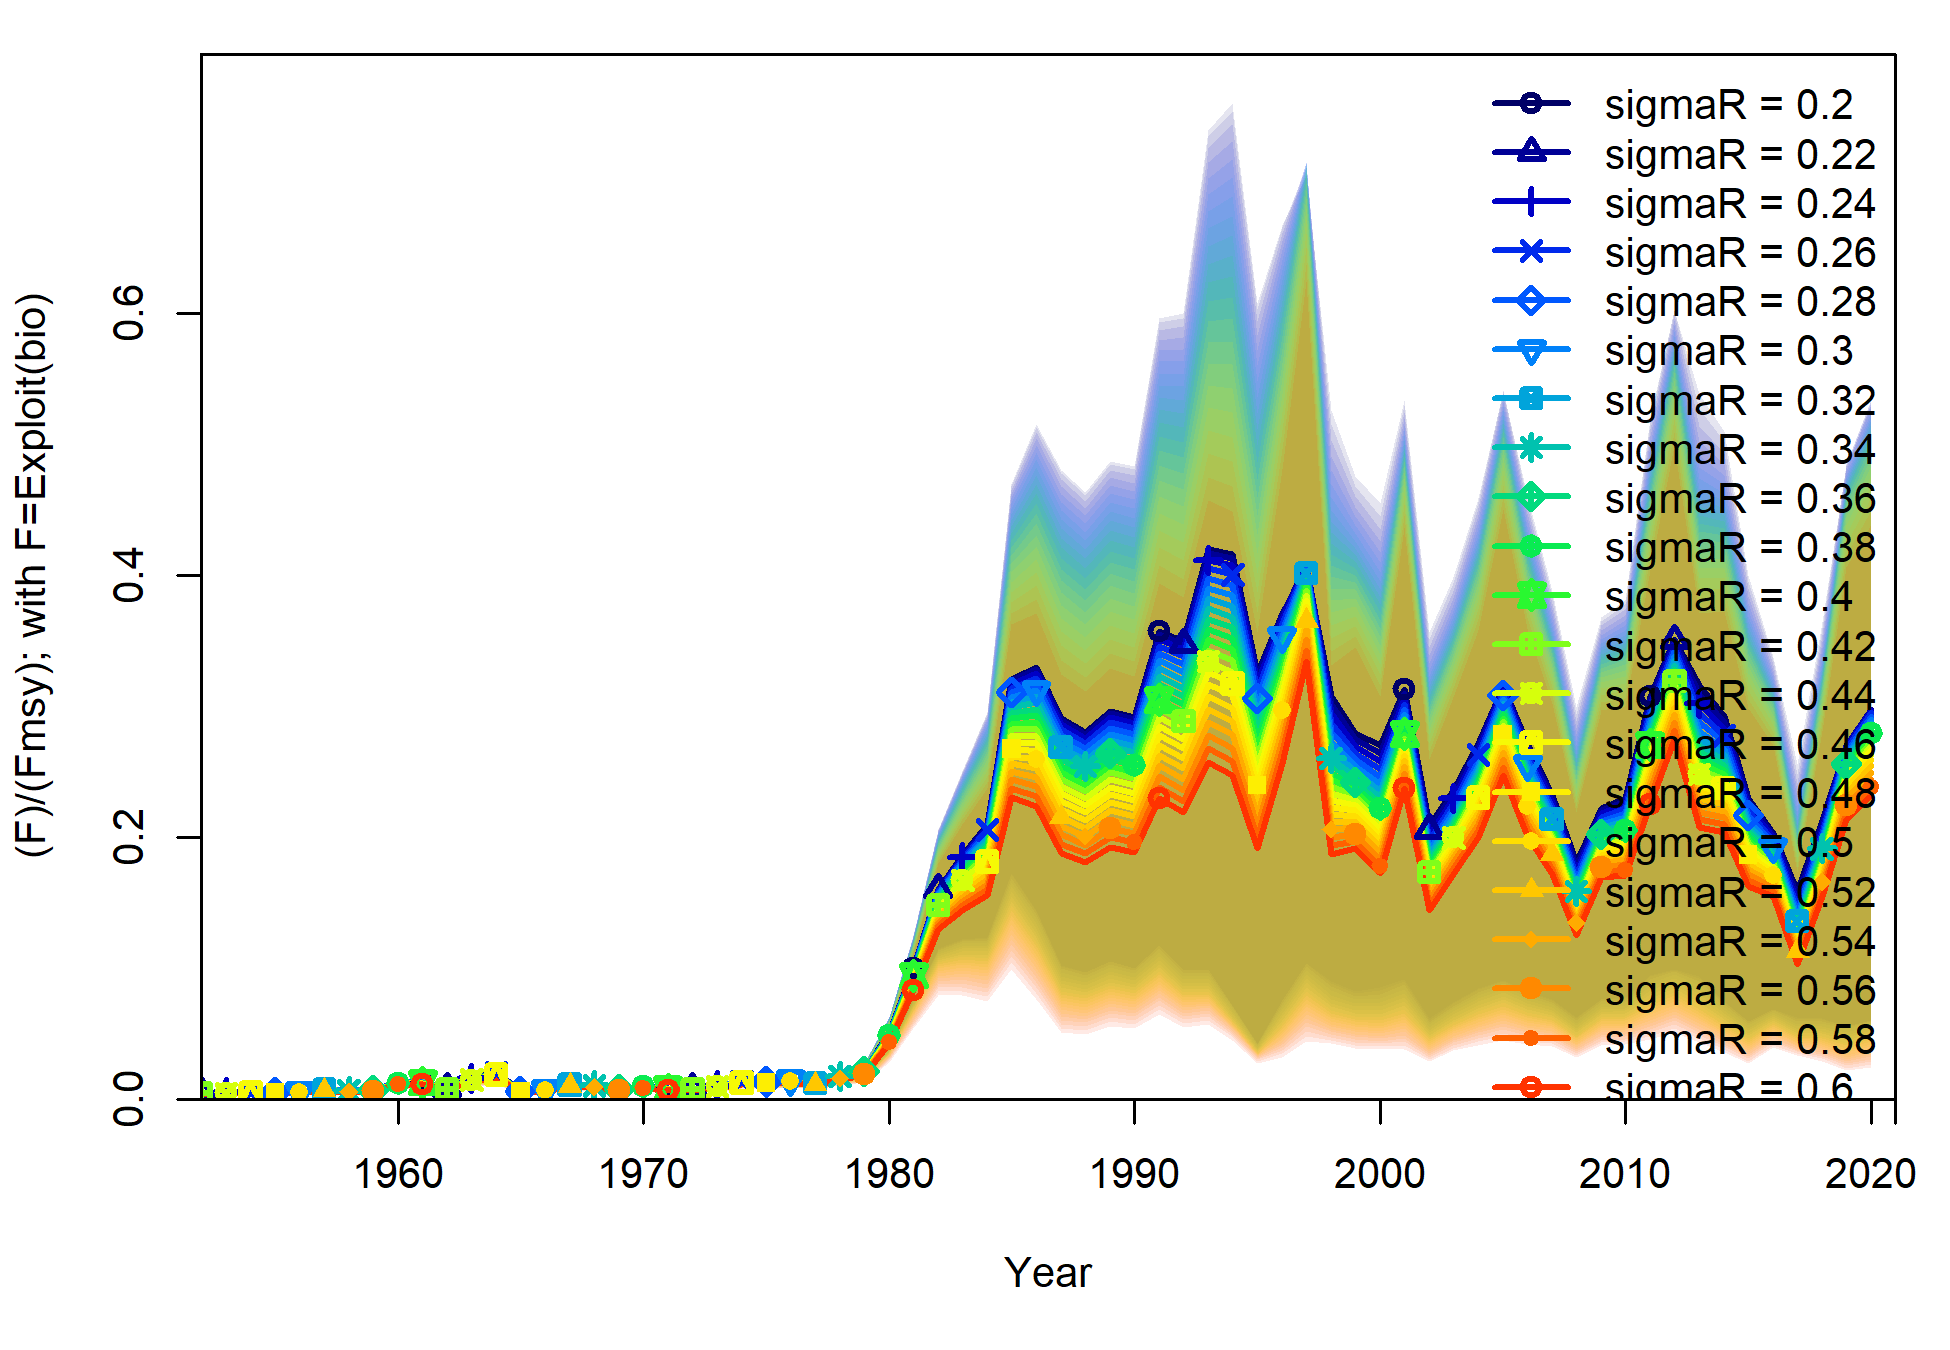 (F)/(Fmsy); with F=Exploit(bio)
0.6
0.4
0.2
0.0
sigmaR = 0.2
sigmaR = 0.22
sigmaR = 0.24
sigmaR = 0.26
sigmaR = 0.28
sigmaR = 0.3
sigmaR = 0.32
sigmaR = 0.34
sigmaR = 0.36
sigmaR = 0.38
sigmaR = 0.4
sigmaR = 0.42
sigmaR = 0.44
sigmaR = 0.46
sigmaR = 0.48
sigmaR = 0.5
sigmaR = 0.52
sigmaR = 0.54
sigmaR = 0.56
sigmaR = 0.58
sigmaR = 0.6
1960 1970 1980 1990 2000 2010 2020
Year